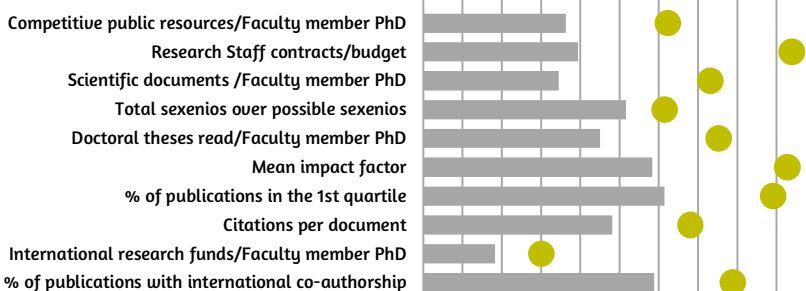 Competitive public resources/Faculty member PhD
Research Staff contracts/budget
Scientific documents /Faculty member PhD
Total sexenios over possible sexenios
Doctoral theses read/Faculty member PhD
Mean impact factor
% of publications in the 1st quartile
Citations per document
International research funds/Faculty member PhD
% of publications with international co-authorship